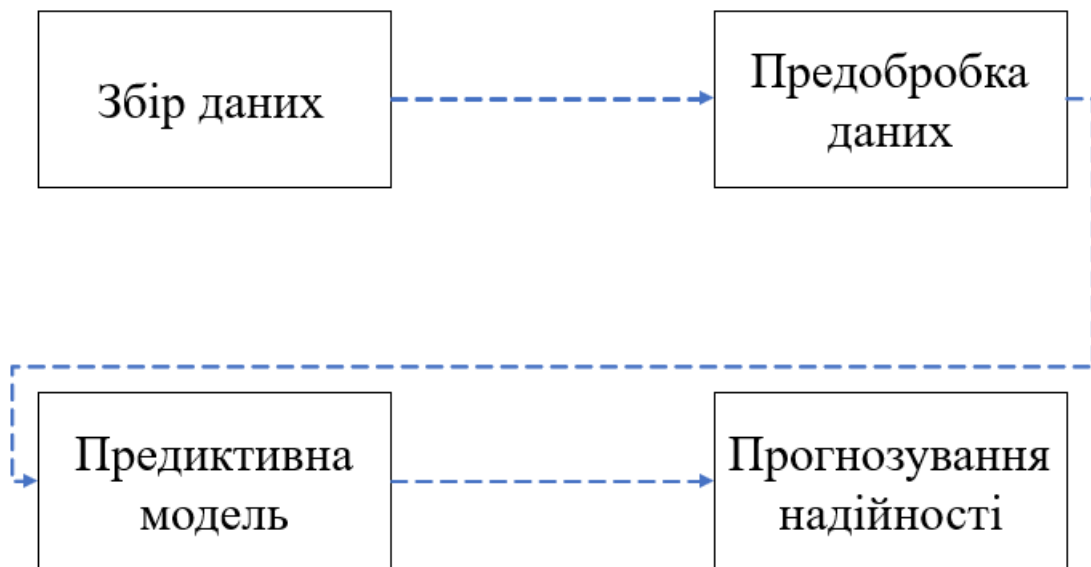 Збір даних
Предобробка
даних
Предиктивна
модель
Прогнозування
надійності